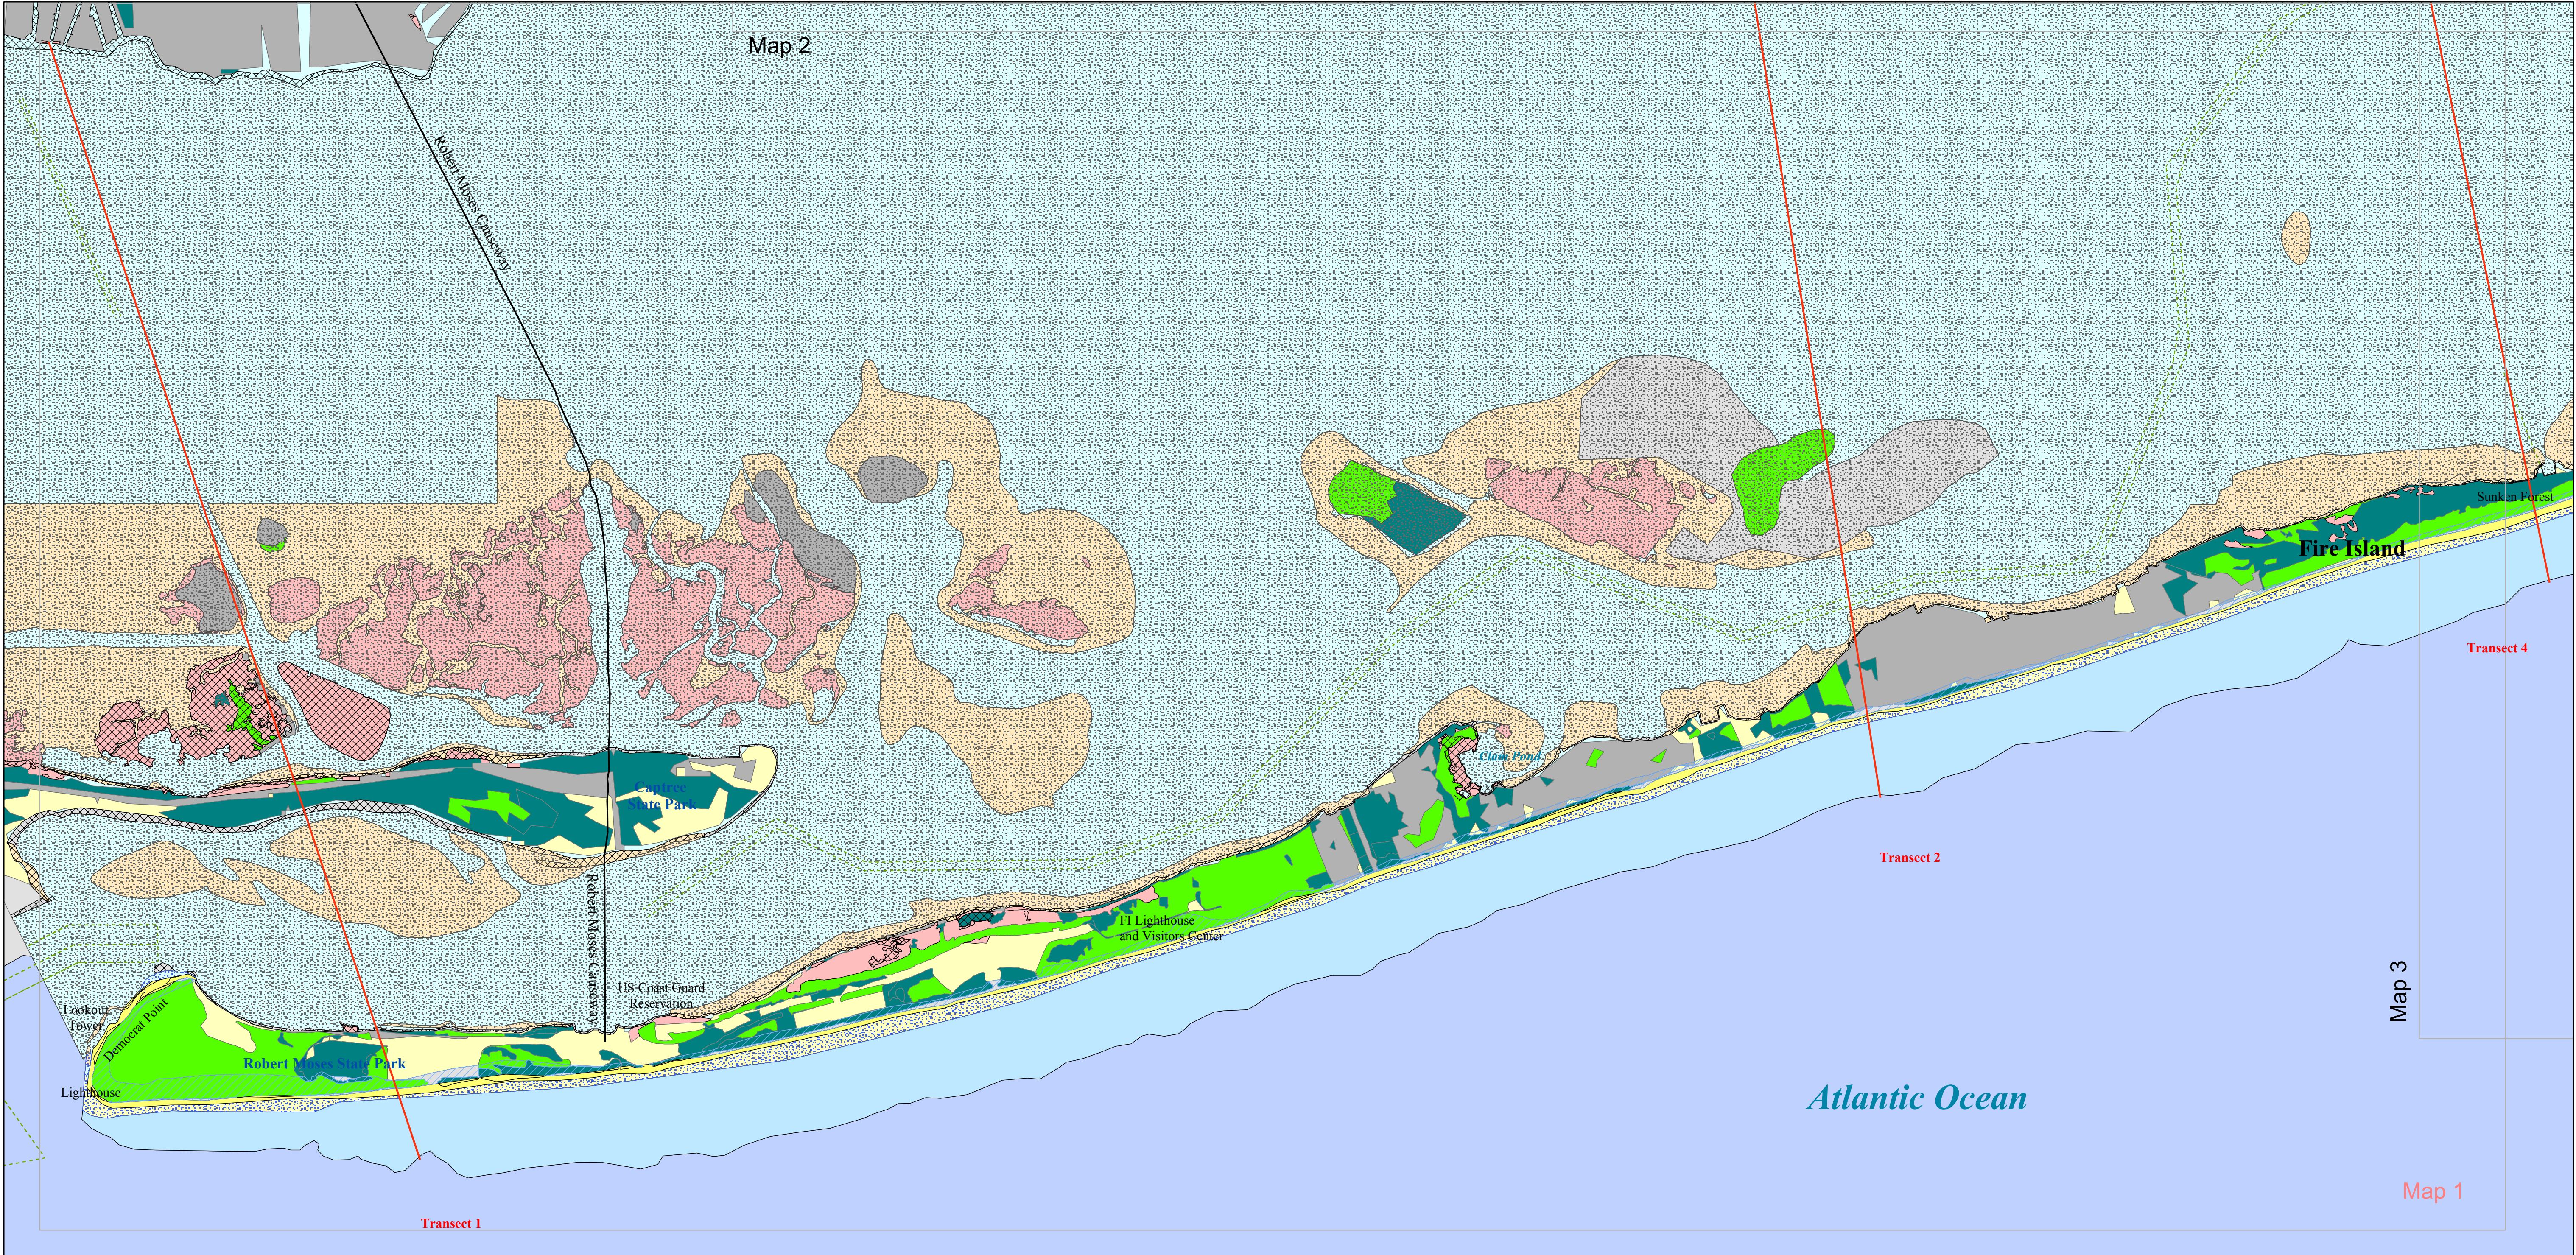 Map 2
Robert Moses Causeway
Sunken Forest
Fire Island
Transect 4
Clam Pond
Captree
State Park
Transect 2
Robert Moses Causeway
FI Lighthouse
and Visitors Center
US Coast Guard
Reservation
Map 3
Lookout
Tower
Democrat Point
Robert Moses State Park
Lighthouse
Atlantic Ocean
Map 1
Transect 1